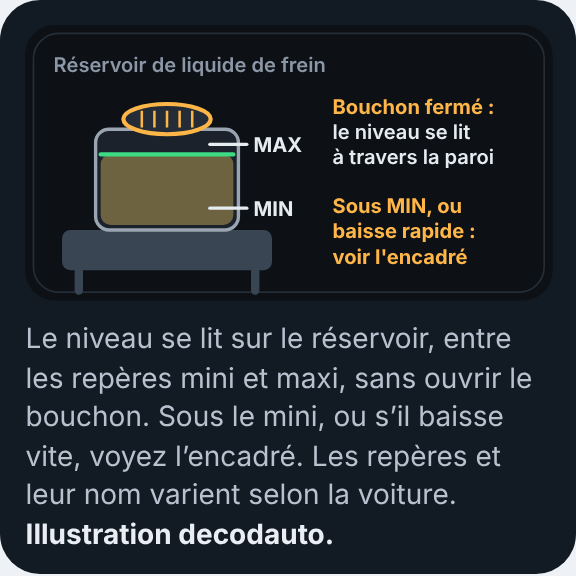 Réservoir de liquide de frein
Bouchon fermé :
le niveau se lit
à travers la paroi
MAX
MIN
Sous MIN, ou
baisse rapide :
voir l'encadré
Le niveau se lit sur le réservoir, entre
les repères mini et maxi, sans ouvrir le
bouchon. Sous le mini, ou s’il baisse
vite, voyez l’encadré. Les repères et
leur nom varient selon la voiture.
Illustration decodauto.